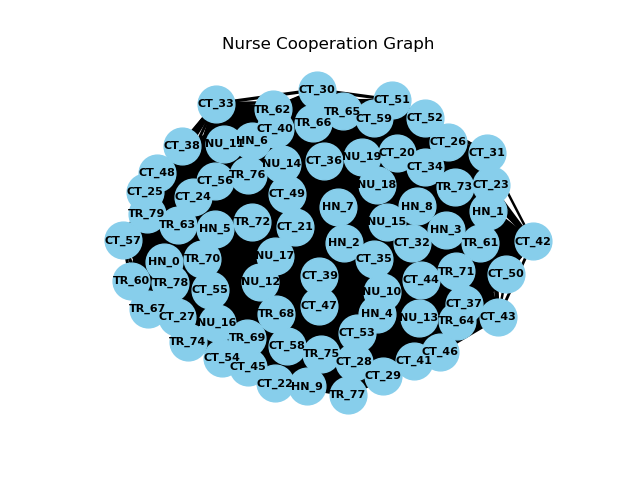 Nurse Cooperation Graph
CT_30
CT_33
CT_51
TR_62
TR_65
CT_52
CT_59
TR_66
CT_40
CT_26
HN_6
CT_38
CT_31
CT_20
NU_19
CT_36
NU_14
CT_34
CT_48
TR_76
CT_56
NU_18
TR_73
CT_23
CT_25
CT_49
CT_24
HN_7
HN_8
HN_1
TR_79
NU_15
TR_72
TR_63
CT_21
HN_5
HN_3
CT_57
HN_2
CT_32
TR_61
CT_42
NU_17
TR_70
CT_35
HN_0
TR_71
CT_50
CT_39
CT_44
TR_60
TR_78
NU_12
CT_55
NU_10
CT_37
CT_47
TR_67
HN_4
TR_68
CT_27
NU_13
TR_64
CT_43
NU_16
CT_53
TR_69
TR_74
CT_58
CT_46
TR_75
CT_54
CT_28
CT_41
CT_45
CT_29
CT_22
HN_9
TR_77